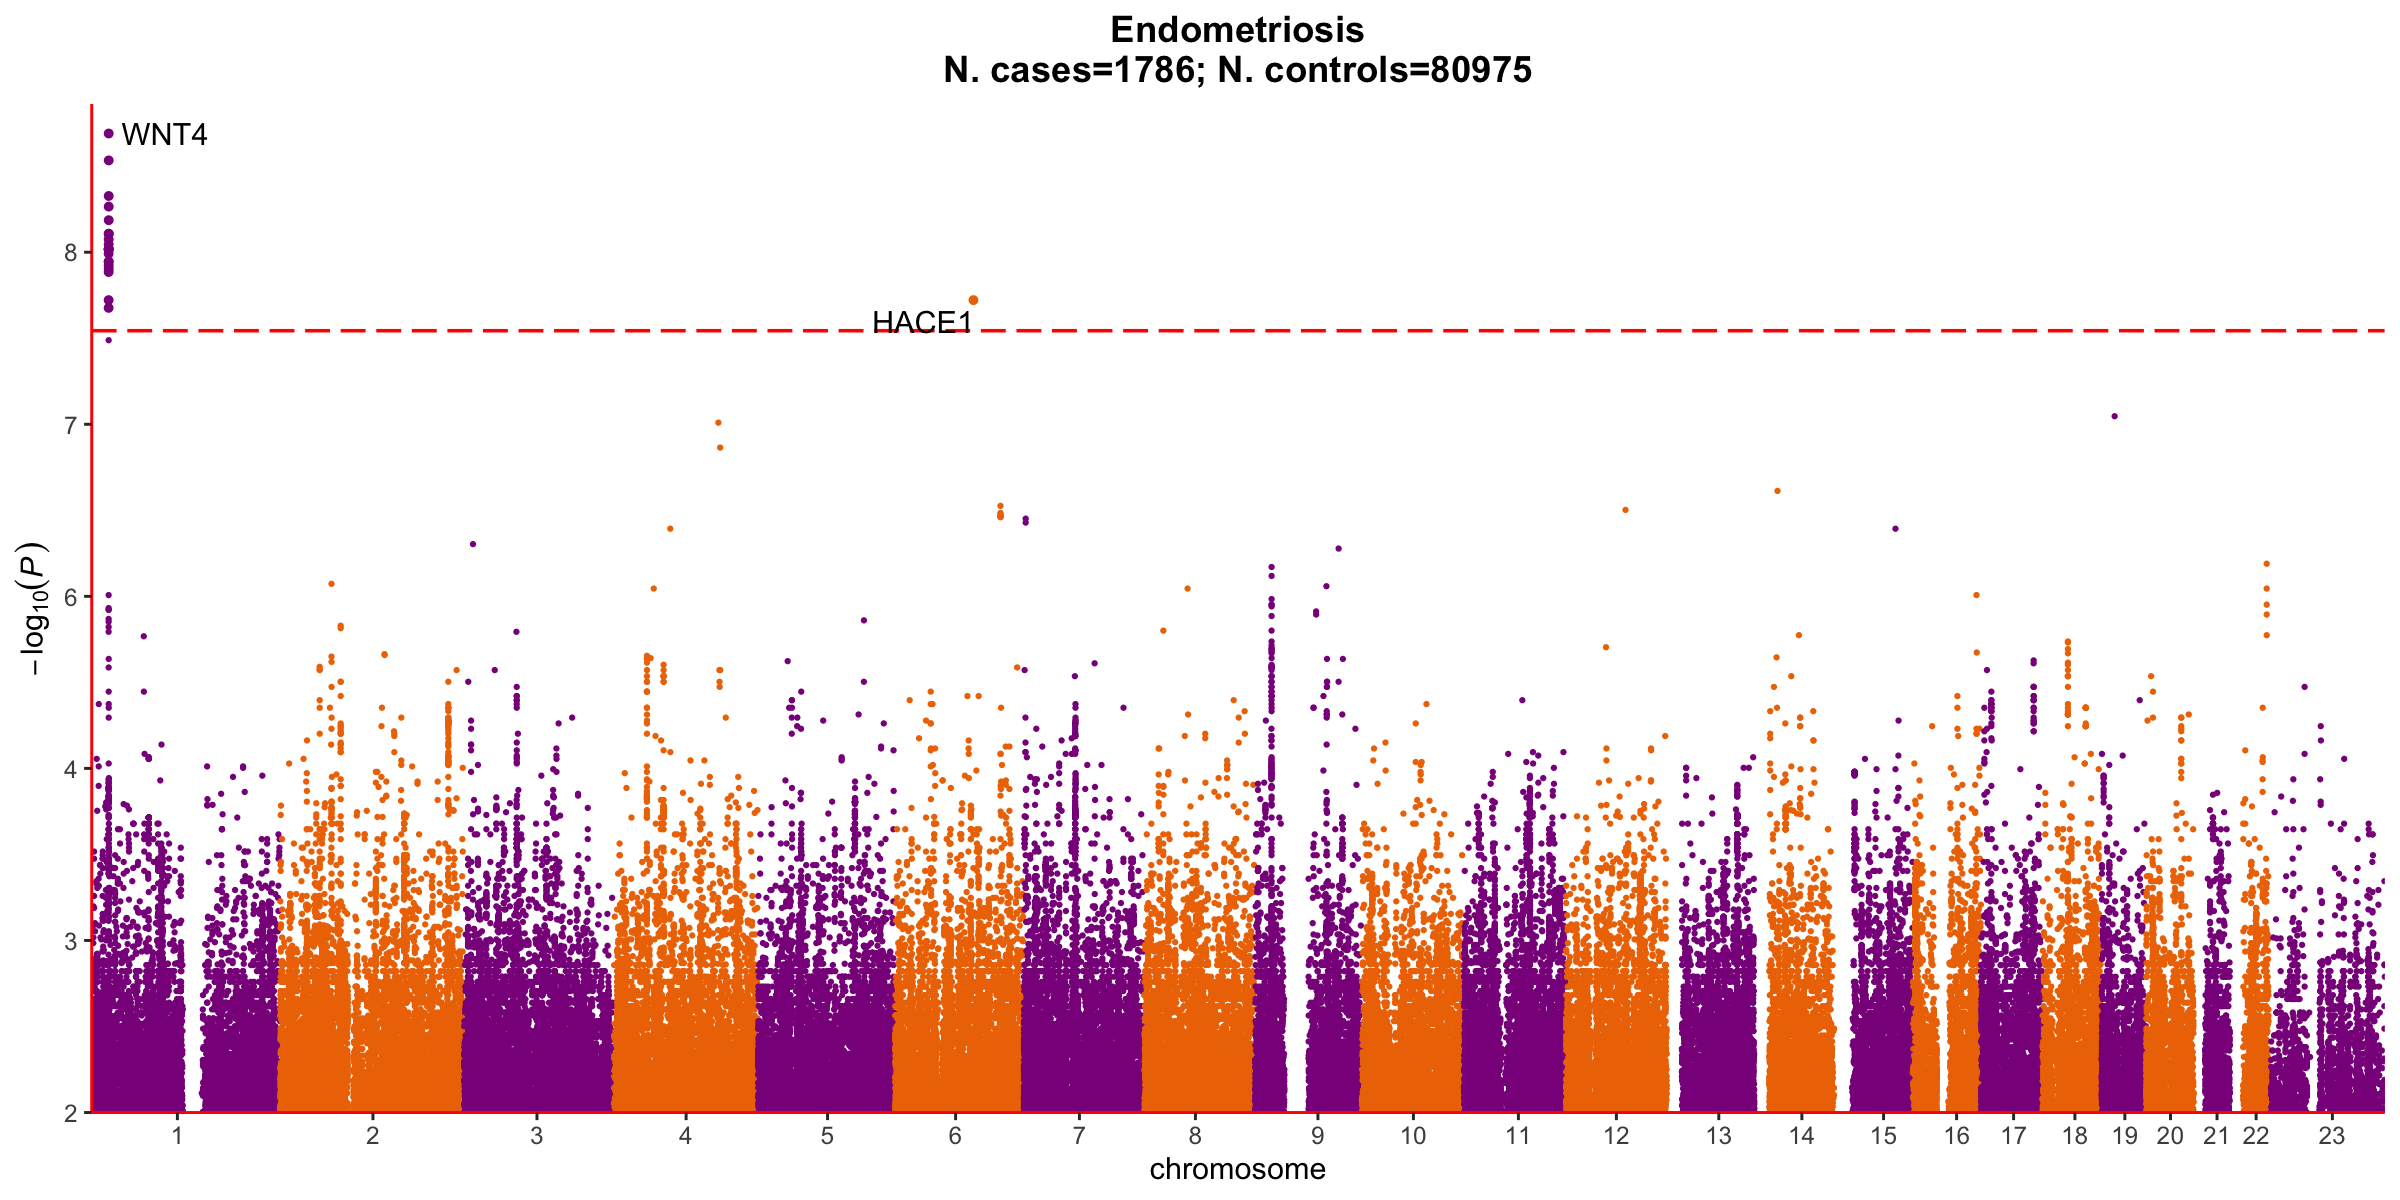 Endometriosis
N. cases=1786; N. controls=80975
WNT4
HACE1
8
7
6
4
3
2
−log10(P)
1 2 3 4 5 6 7 8 9 10 11 12 13 14 15 16 17 18 19 20 21 22 23
chromosome